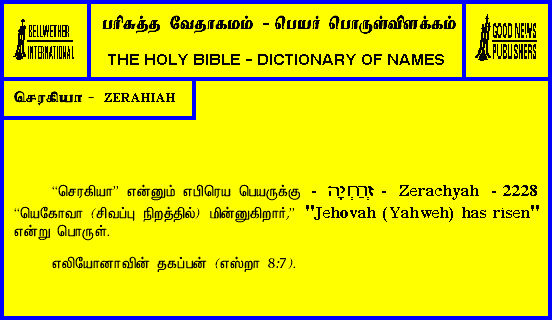 BELLWETHER
INTERNATIONAL
பரிசுத்த வேதாகமம் - பெயர் பொருள்விளக்கம்
THE HOLY BIBLE - DICTIONARY OF NAMES
GOOD NEWS
PUBLISHERS
செரகியா - ZERAHIAH
“செரகியா” என்னும் எபிரெய பெயருக்கு - זְרַחְיָה - Zerachyah - 2228
“யெகோவா (சிவப்பு நிறத்தில்) மின்னுகிறார்,” "Jehovah (Yahweh) has risen"
என்று பொருள்.
எலியோனாவின் தகப்பன் (எஸ்றா 8:7).